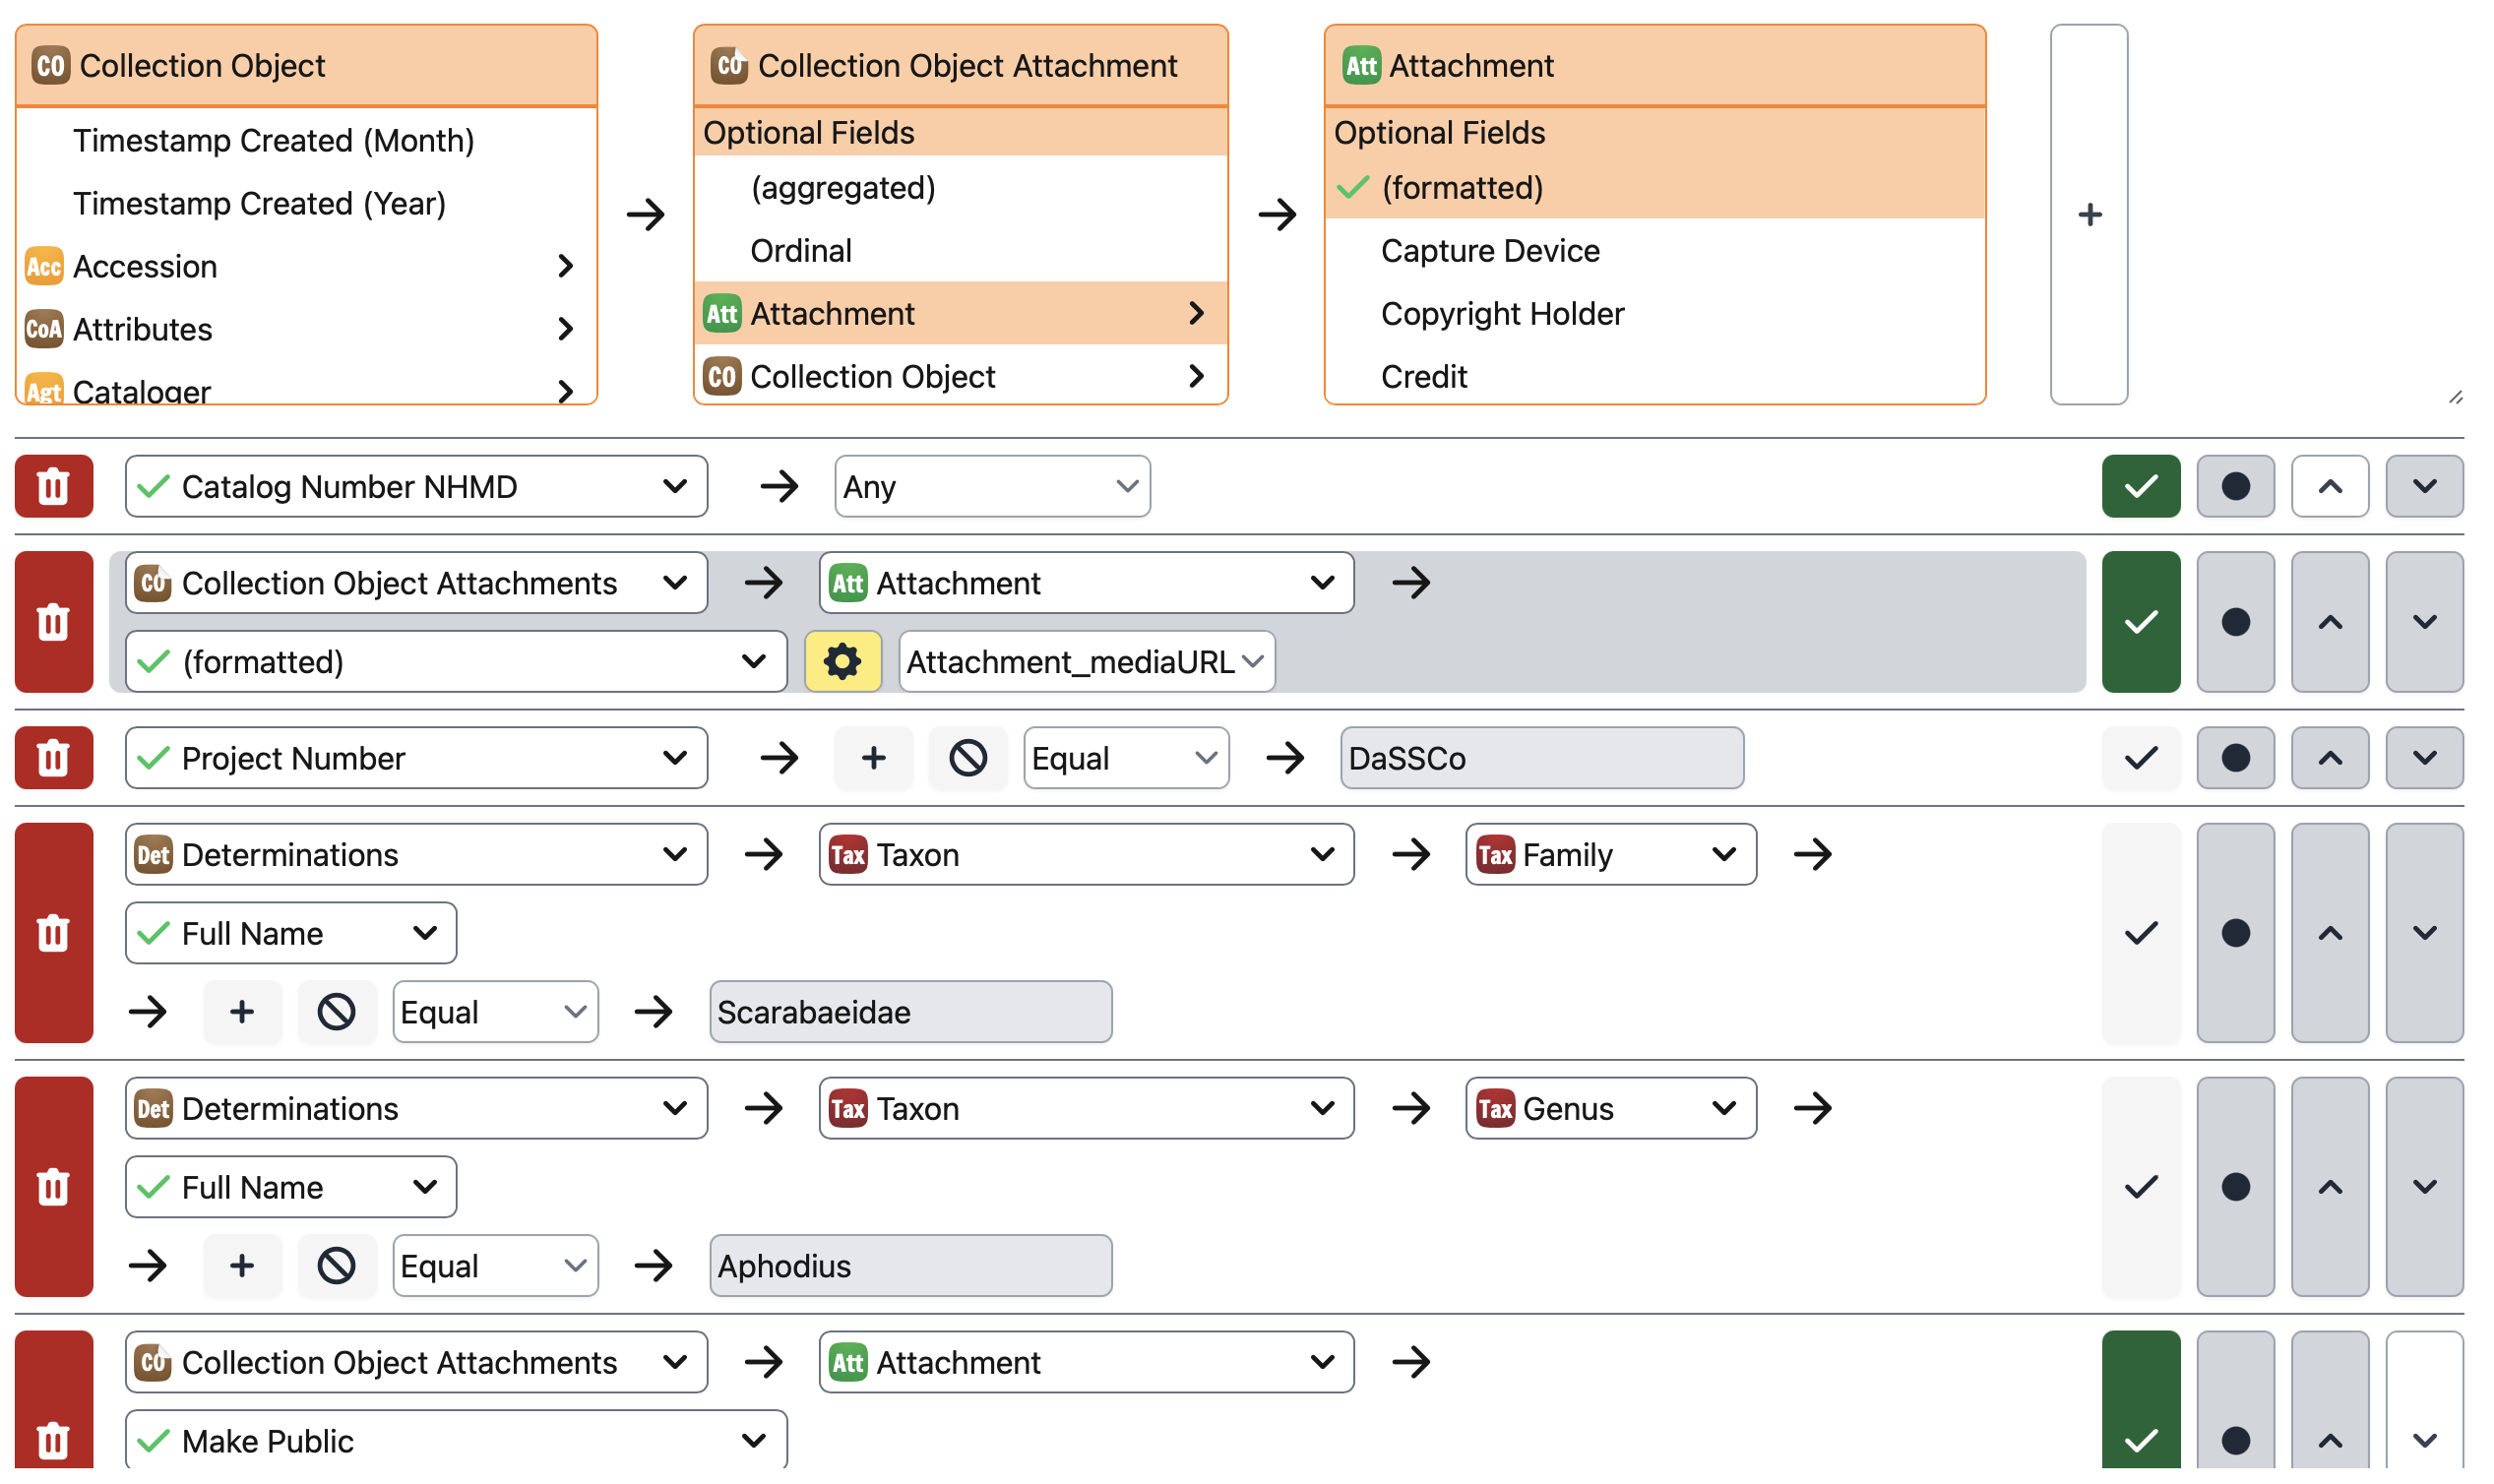 CO Collection Object
Timestamp Created (Month)
Timestamp Created (Year)
Acc Accession
CoA Attributes
Agt Cataloger
CO Collection Object Attachment
Optional Fields
(aggregated)
Ordinal
Att Attachment
CO Collection Object
Att Attachment
Optional Fields
(formatted)
Capture Device
Copyright Holder
Credit
Catalog Number NHMD Any
CO Collection Object Attachments Att Attachment
(formatted) Attachment_mediaURL
Project Number Equal DaSSCo
Det Determinations Tax Taxon Tax Family
Full Name
Equal Scarabaeidae
Det Determinations Tax Taxon Tax Genus
Full Name
Equal Aphodius
CO Collection Object Attachments Att Attachment
Make Public